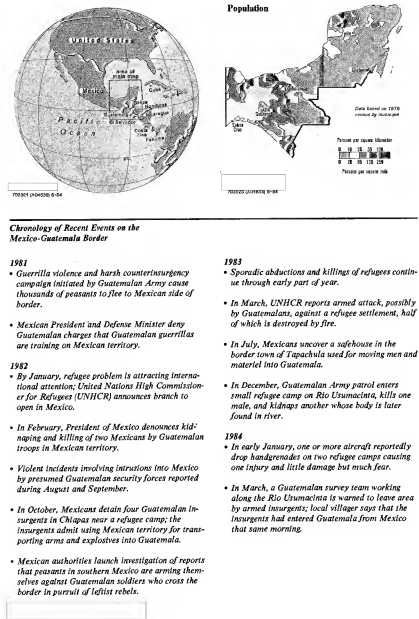 Population
United States
area of
main map
Mexico
Cuba
Belize
Honduras
Guatemala
El Salvador
Nicaragua
Costa
Rica
Panama
Pacific
Ocean
Data based on 1970
census by municipio
Persons per square kilometer
Persons per square mile
Chronology of Recent Events on the
Mexico-Guatemala Border
1981
• Guerrilla violence and harsh counterinsurgency
campaign initiated by Guatemalan Army cause
thousands of peasants to flee to Mexican side of
border.
• Mexican President and Defense Minister deny
Guatemalan charges that Guatemalan guerrillas
are training on Mexican territory.
1982
• By January, refugee problem is attracting interna-
tional attention; United Nations High Commission-
er for Refugees (UNHCR) announces branch to
open in Mexico.
• In February, President of Mexico denounces kid-
naping and killing of two Mexicans by Guatemalan
troops in Mexican territory.
• Violent incidents involving intrusions into Mexico
by presumed Guatemalan security forces reported
during August and September.
• In October, Mexicans detain four Guatemalan in-
surgents in Chiapas near a refugee camp; the
insurgents admit using Mexican territory for trans-
porting arms and explosives into Guatemala.
• Mexican authorities launch investigation of reports
that peasants in southern Mexico are arming them-
selves against Guatemalan soldiers who cross the
border in pursuit of leftist rebels.
1983
• Sporadic abductions and killings of refugees contin-
ue through early part of year.
• In March, UNHCR reports armed attack, possibly
by Guatemalans, against a refugee settlement, half
of which is destroyed by fire.
• In July, Mexicans uncover a safehouse in the
border town of Tapachula used for moving men and
materiel into Guatemala.
• In December, Guatemalan Army patrol enters
small refugee camp on Rio Usumacinta, kills one
male, and kidnaps another whose body is later
found in river.
1984
• In early January, one or more aircraft reportedly
drop handgrenades on two refugee camps causing
one injury and little damage but much fear.
• In March, a Guatemalan survey team working
along the Rio Usumacinta is warned to leave area
by armed insurgents; local villager says that the
insurgents had entered Guatemala from Mexico
that same morning.